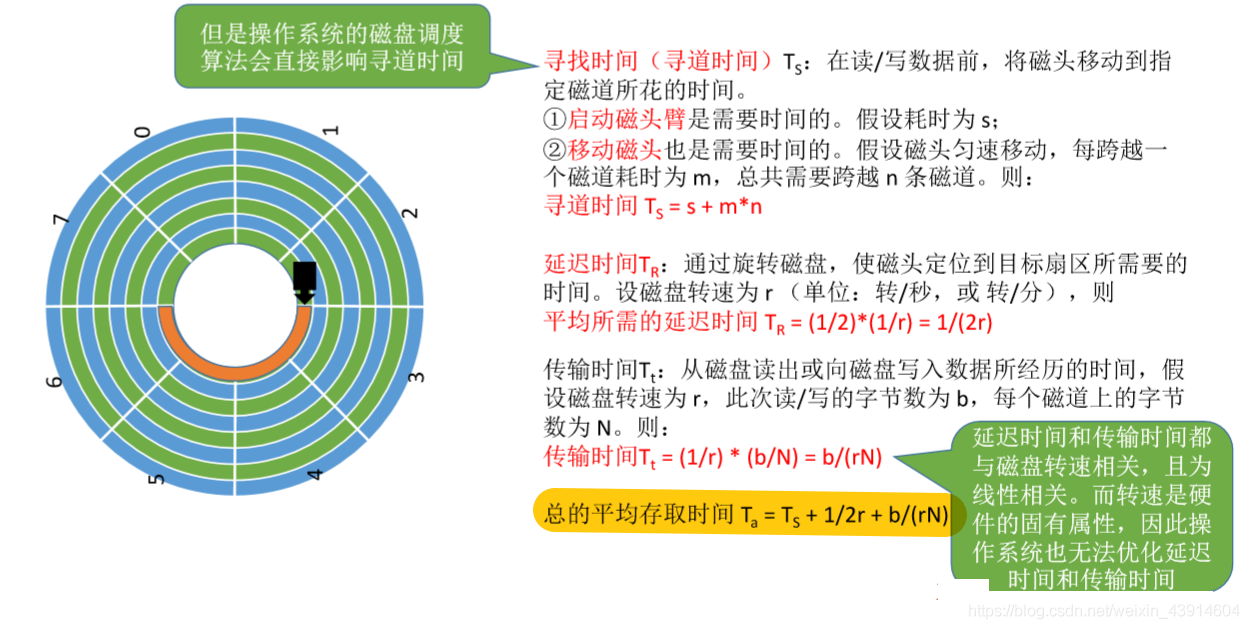 但是操作系统的磁盘调度
算法会直接影响寻道时间
0
1
2
3
4
5
6
7
寻找时间（寻道时间）TS：在读/写数据前，将磁头移动到指
定磁道所花的时间。
①启动磁头臂是需要时间的。假设耗时为 s；
②移动磁头也是需要时间的。假设磁头匀速移动，每跨越一
个磁道耗时为 m，总共需要跨越 n 条磁道。则：
寻道时间 TS = s + m*n
延迟时间TR：通过旋转磁盘，使磁头定位到目标扇区所需要的
时间。设磁盘转速为 r （单位：转/秒，或 转/分），则
平均所需的延迟时间 TR = (1/2)*(1/r) = 1/(2r)
传输时间Tt：从磁盘读出或向磁盘写入数据所经历的时间，假
设磁盘转速为 r，此次读/写的字节数为 b，每个磁道上的字节
数为 N。则：
传输时间Tt = (1/r) * (b/N) = b/(rN)
总的平均存取时间 Ta = TS + 1/2r + b/(rN)
延迟时间和传输时间都
与磁盘转速相关，且为
线性相关。而转速是硬
件的固有属性，因此操
作系统也无法优化延迟
时间和传输时间
https://blog.csdn.net/weixin_43914604